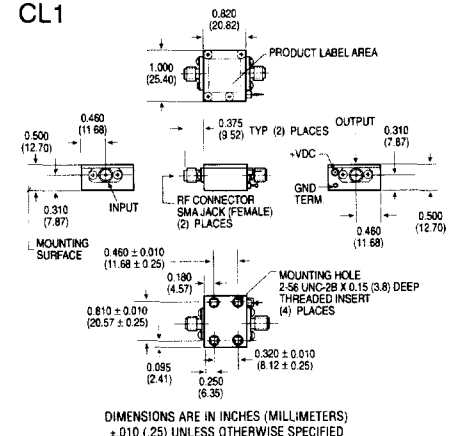 CL1
0.820
(20.82)
PRODUCT LABEL AREA
1.000
(25.40)
0.375
(9.52) TYP (2) PLACES
OUTPUT
0.460
(11.68)
0.500
(12.70)
0.310
(7.87)
+VDC
INPUT
RF CONNECTOR
SMA JACK (FEMALE)
(2) PLACES
GND
TERM
0.310
(7.87)
0.460
(11.68)
0.500
(12.70)
MOUNTING
SURFACE
0.460 ± 0.010
(11.68 ± 0.25)
0.180
(4.57)
MOUNTING HOLE
2-56 UNC-2B X 0.15 (3.8) DEEP
THREADED INSERT
(4) PLACES
0.810 ± 0.010
(20.57 ± 0.25)
0.320 ± 0.010
(8.12 ± 0.25)
0.095
(2.41)
0.250
(6.35)
DIMENSIONS ARE IN INCHES (MILLIMETERS)
±.010 (.25) UNLESS OTHERWISE SPECIFIED